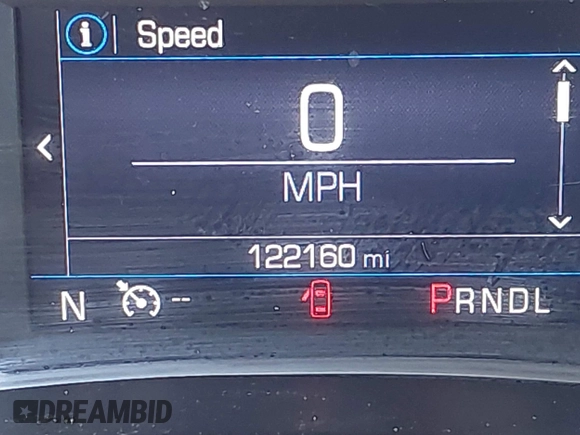 i Speed
0
MPH
122160 mi
N -- PRNDL
DREAMBID